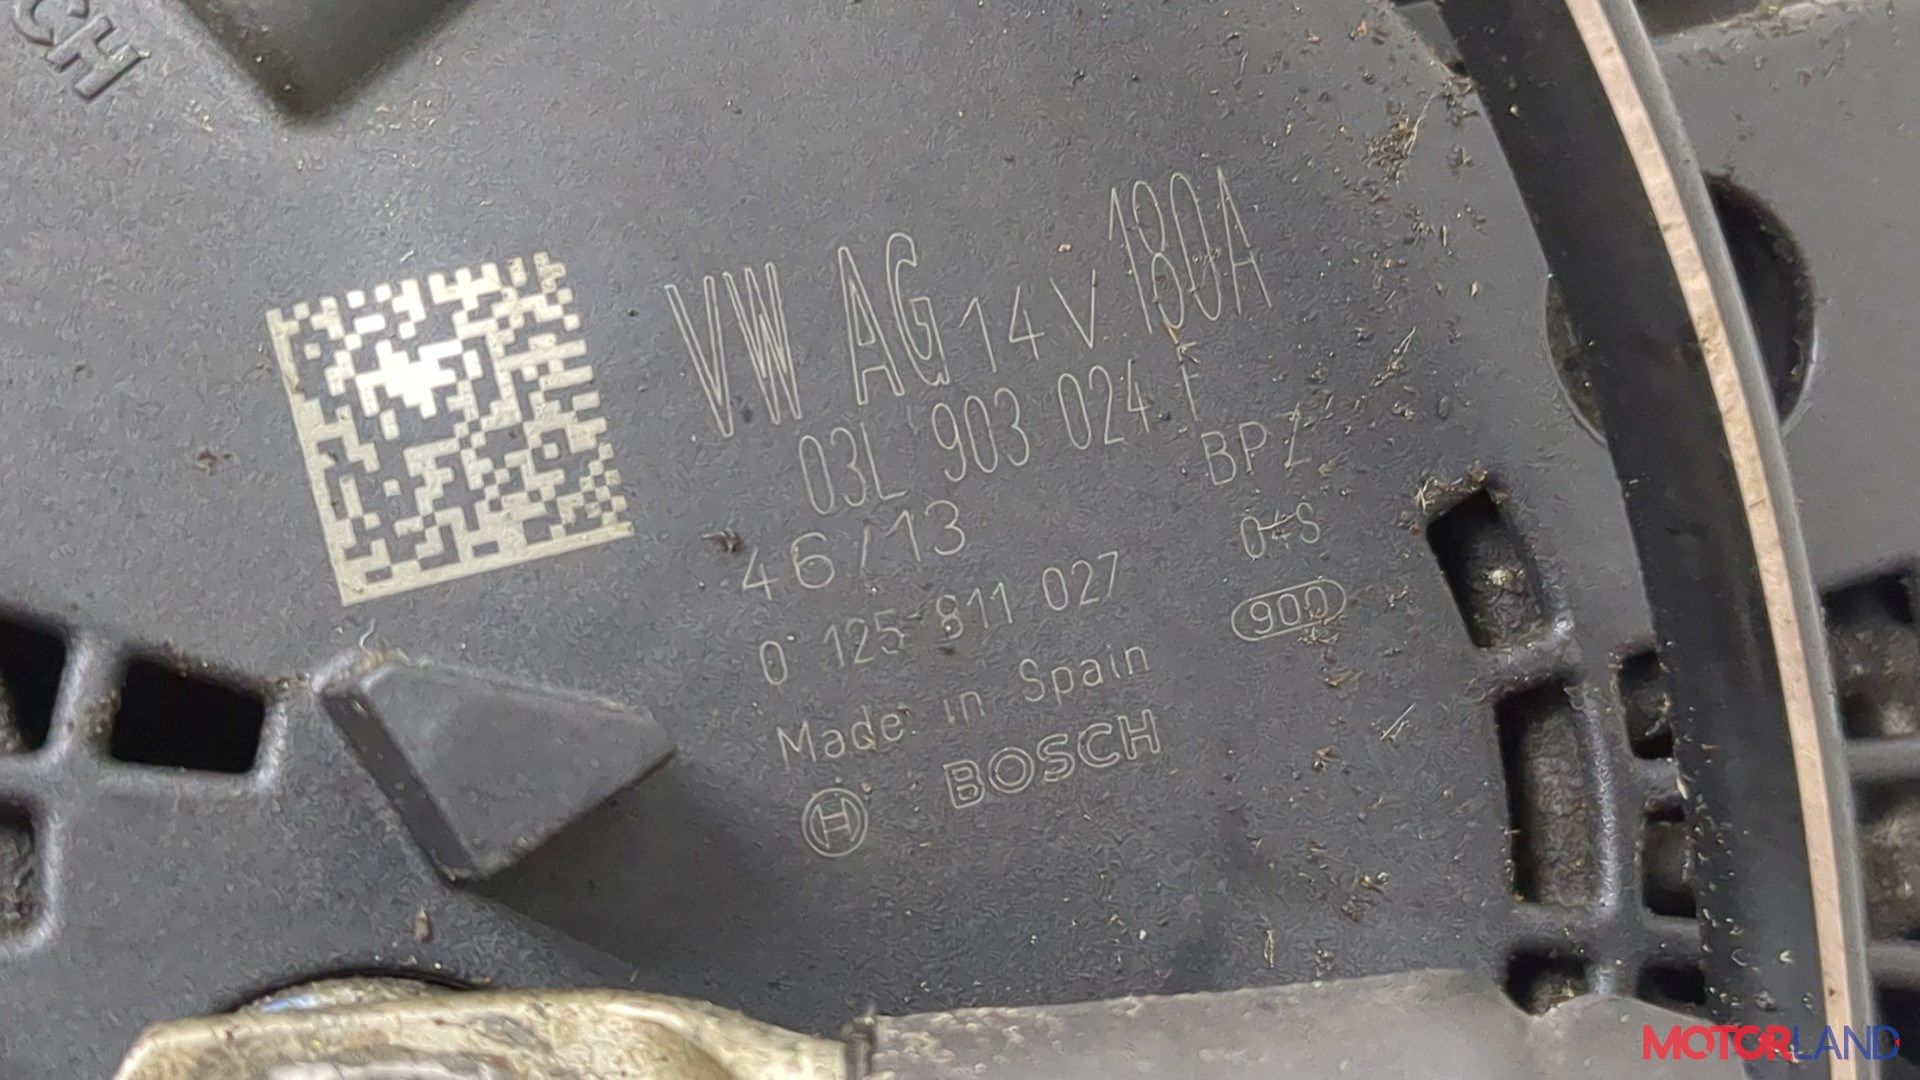 CH
VW AG 14 V 180A
03L 903 024 F
BPZ
46/13
04S
0 125 811 027
900
Made in Spain
H BOSCH
MOTORLAND